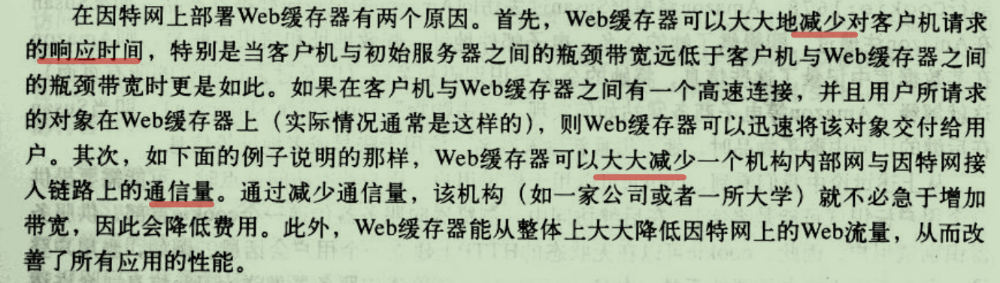 在因特网上部署Web缓存器有两个原因。首先，Web缓存器可以大大地减少对客户机请求
的响应时间，特别是当客户机与初始服务器之间的瓶颈带宽远低于客户机与Web缓存器之间
的瓶颈带宽时更是如此。如果在客户机与Web缓存器之间有一个高速连接，并且用户所请求
的对象在Web缓存器上（实际情况通常是这样的），则Web缓存器可以迅速将该对象交付给用
户。其次，如下面的例子说明的那样，Web缓存器可以大大减少一个机构内部网与因特网接
入链路上的通信量。通过减少通信量，该机构（如一家公司或者一所大学）就不必急于增加
带宽，因此会降低费用。此外，Web缓存器能从整体上大大降低因特网上的Web流量，从而改
善了所有应用的性能。